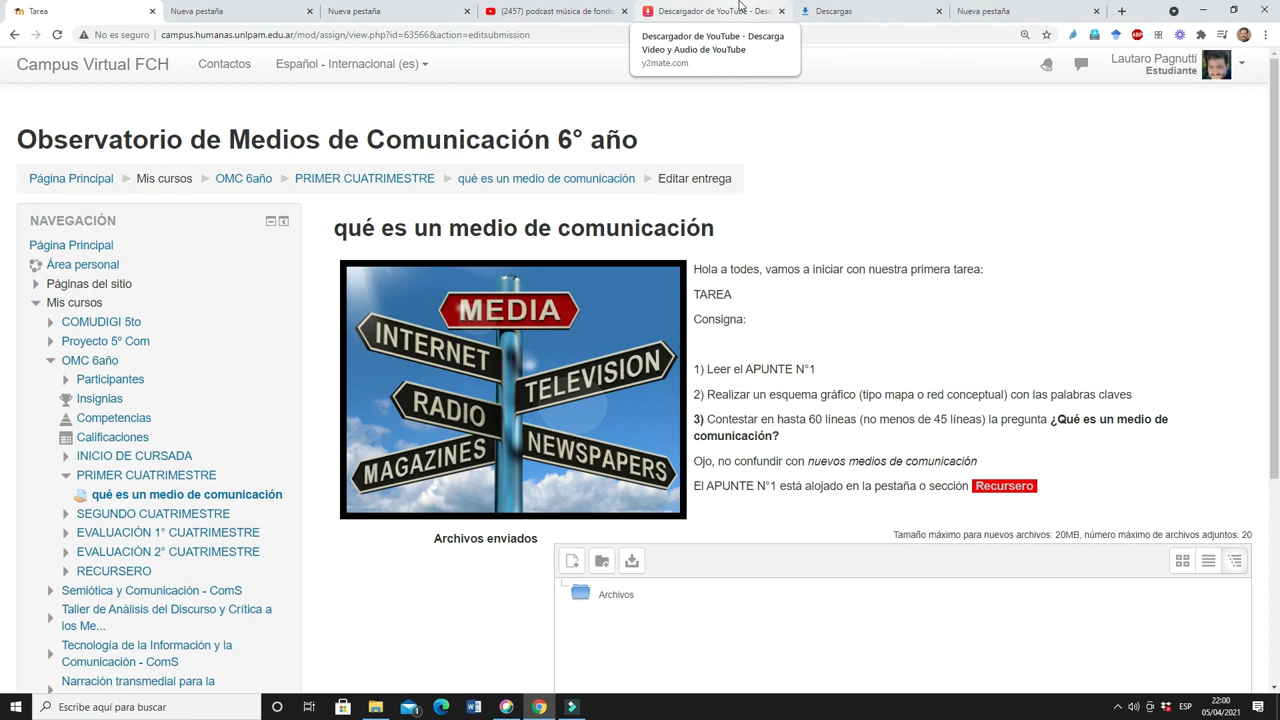 Tarea
Nueva pestaña
Nueva pestaña
(2457) podcast música de fondo
Descargador de YouTube - Desc
Descargas
Nueva pestaña
No es seguro
campus.humanas.unlpam.edu.ar/mod/assign/view.php?id=63566&action=editsubmission
Descargador de YouTube - Descarga
Video y Audio de YouTube
y2mate.com
Campus Virtual FCH
Contactos
Español - Internacional (es)
Lautaro Pagnutti
Estudiante
Observatorio de Medios de Comunicación 6° año
Página Principal
Mis cursos
OMC 6año
PRIMER CUATRIMESTRE
qué es un medio de comunicación
Editar entrega
NAVEGACIÓN
Página Principal
Área personal
Páginas del sitio
Mis cursos
COMUDIGI 5to
Proyecto 5º Com
OMC 6año
Participantes
Insignias
Competencias
Calificaciones
INICIO DE CURSADA
PRIMER CUATRIMESTRE
qué es un medio de comunicación
SEGUNDO CUATRIMESTRE
EVALUACIÓN 1° CUATRIMESTRE
EVALUACIÓN 2° CUATRIMESTRE
RECURSERO
Semiótica y Comunicación - ComS
Taller de Análisis del Discurso y Crítica a
los Me...
Tecnología de la Información y la
Comunicación - ComS
Narración transmedial para la
qué es un medio de comunicación
MEDIA
INTERNET
TELEVISION
RADIO
NEWSPAPERS
MAGAZINES
Hola a todes, vamos a iniciar con nuestra primera tarea:
TAREA
Consigna:
1) Leer el APUNTE N°1
2) Realizar un esquema gráfico (tipo mapa o red conceptual) con las palabras claves
3) Contestar en hasta 60 líneas (no menos de 45 líneas) la pregunta ¿Qué es un medio de
comunicación?
Ojo, no confundir con nuevos medios de comunicación
El APUNTE N°1 está alojado en la pestaña o sección Recursero
Archivos enviados
Tamaño máximo para nuevos archivos: 20MB, número máximo de archivos adjuntos: 20
Archivos
Escribe aquí para buscar
ESP
22:00
05/04/2021